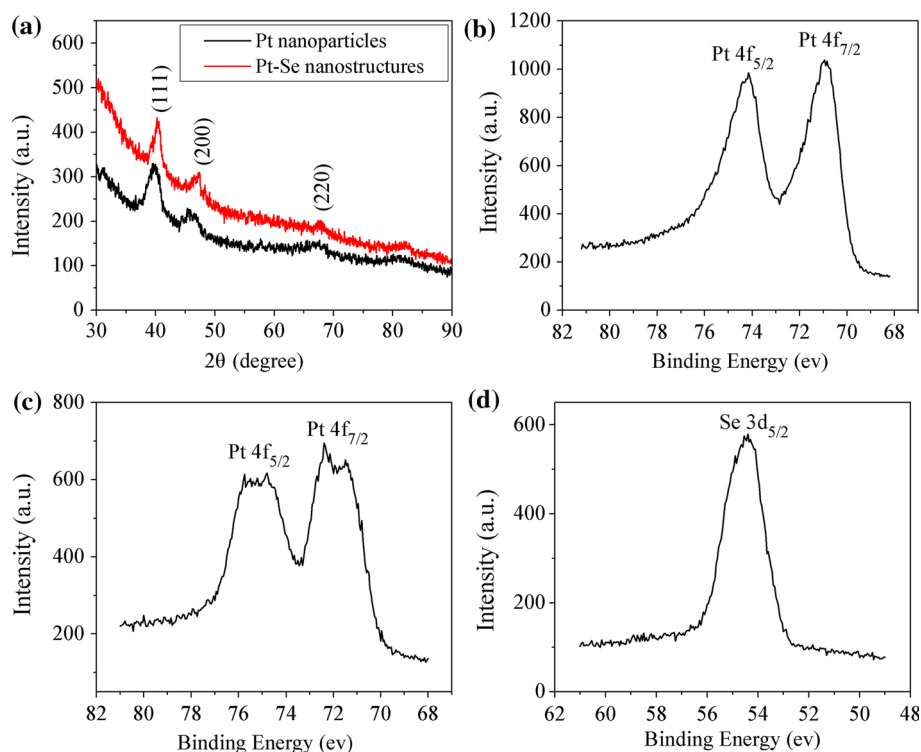 (a)
600
500
400
300
200
100
0
Intensity (a.u.)
Pt nanoparticles
Pt-Se nanostructures
(111)
(200)
(220)
30 40 50 60 70 80 90
2θ (degree)
(b)
1200
1000
800
600
400
200
0
Intensity (a.u.)
Pt 4f5/2
Pt 4f7/2
82 80 78 76 74 72 70 68
Binding Energy (ev)
(c)
800
600
400
200
Intensity (a.u.)
Pt 4f5/2
Pt 4f7/2
82 80 78 76 74 72 70 68
Binding Energy (ev)
(d)
600
400
200
0
Intensity (a.u.)
Se 3d5/2
62 60 58 56 54 52 50 48
Binding Energy (ev)